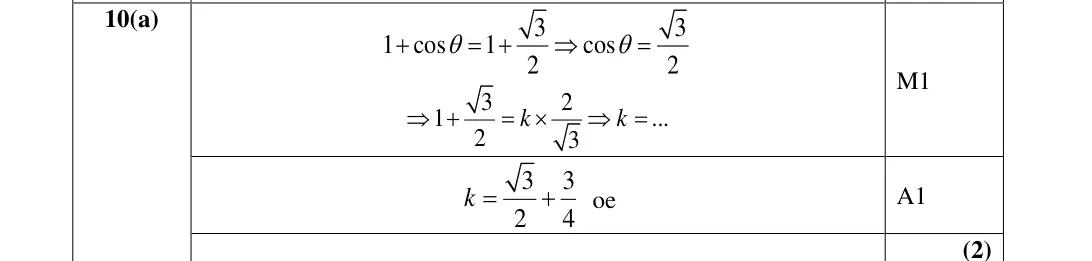 10(a)
1 + cos θ = 1 + √3/2 ⇒ cos θ = √3/2
M1
⇒ 1 + √3/2 = k × 2/√3 ⇒ k = ...
k = √3/2 + 3/4 oe
A1
(2)